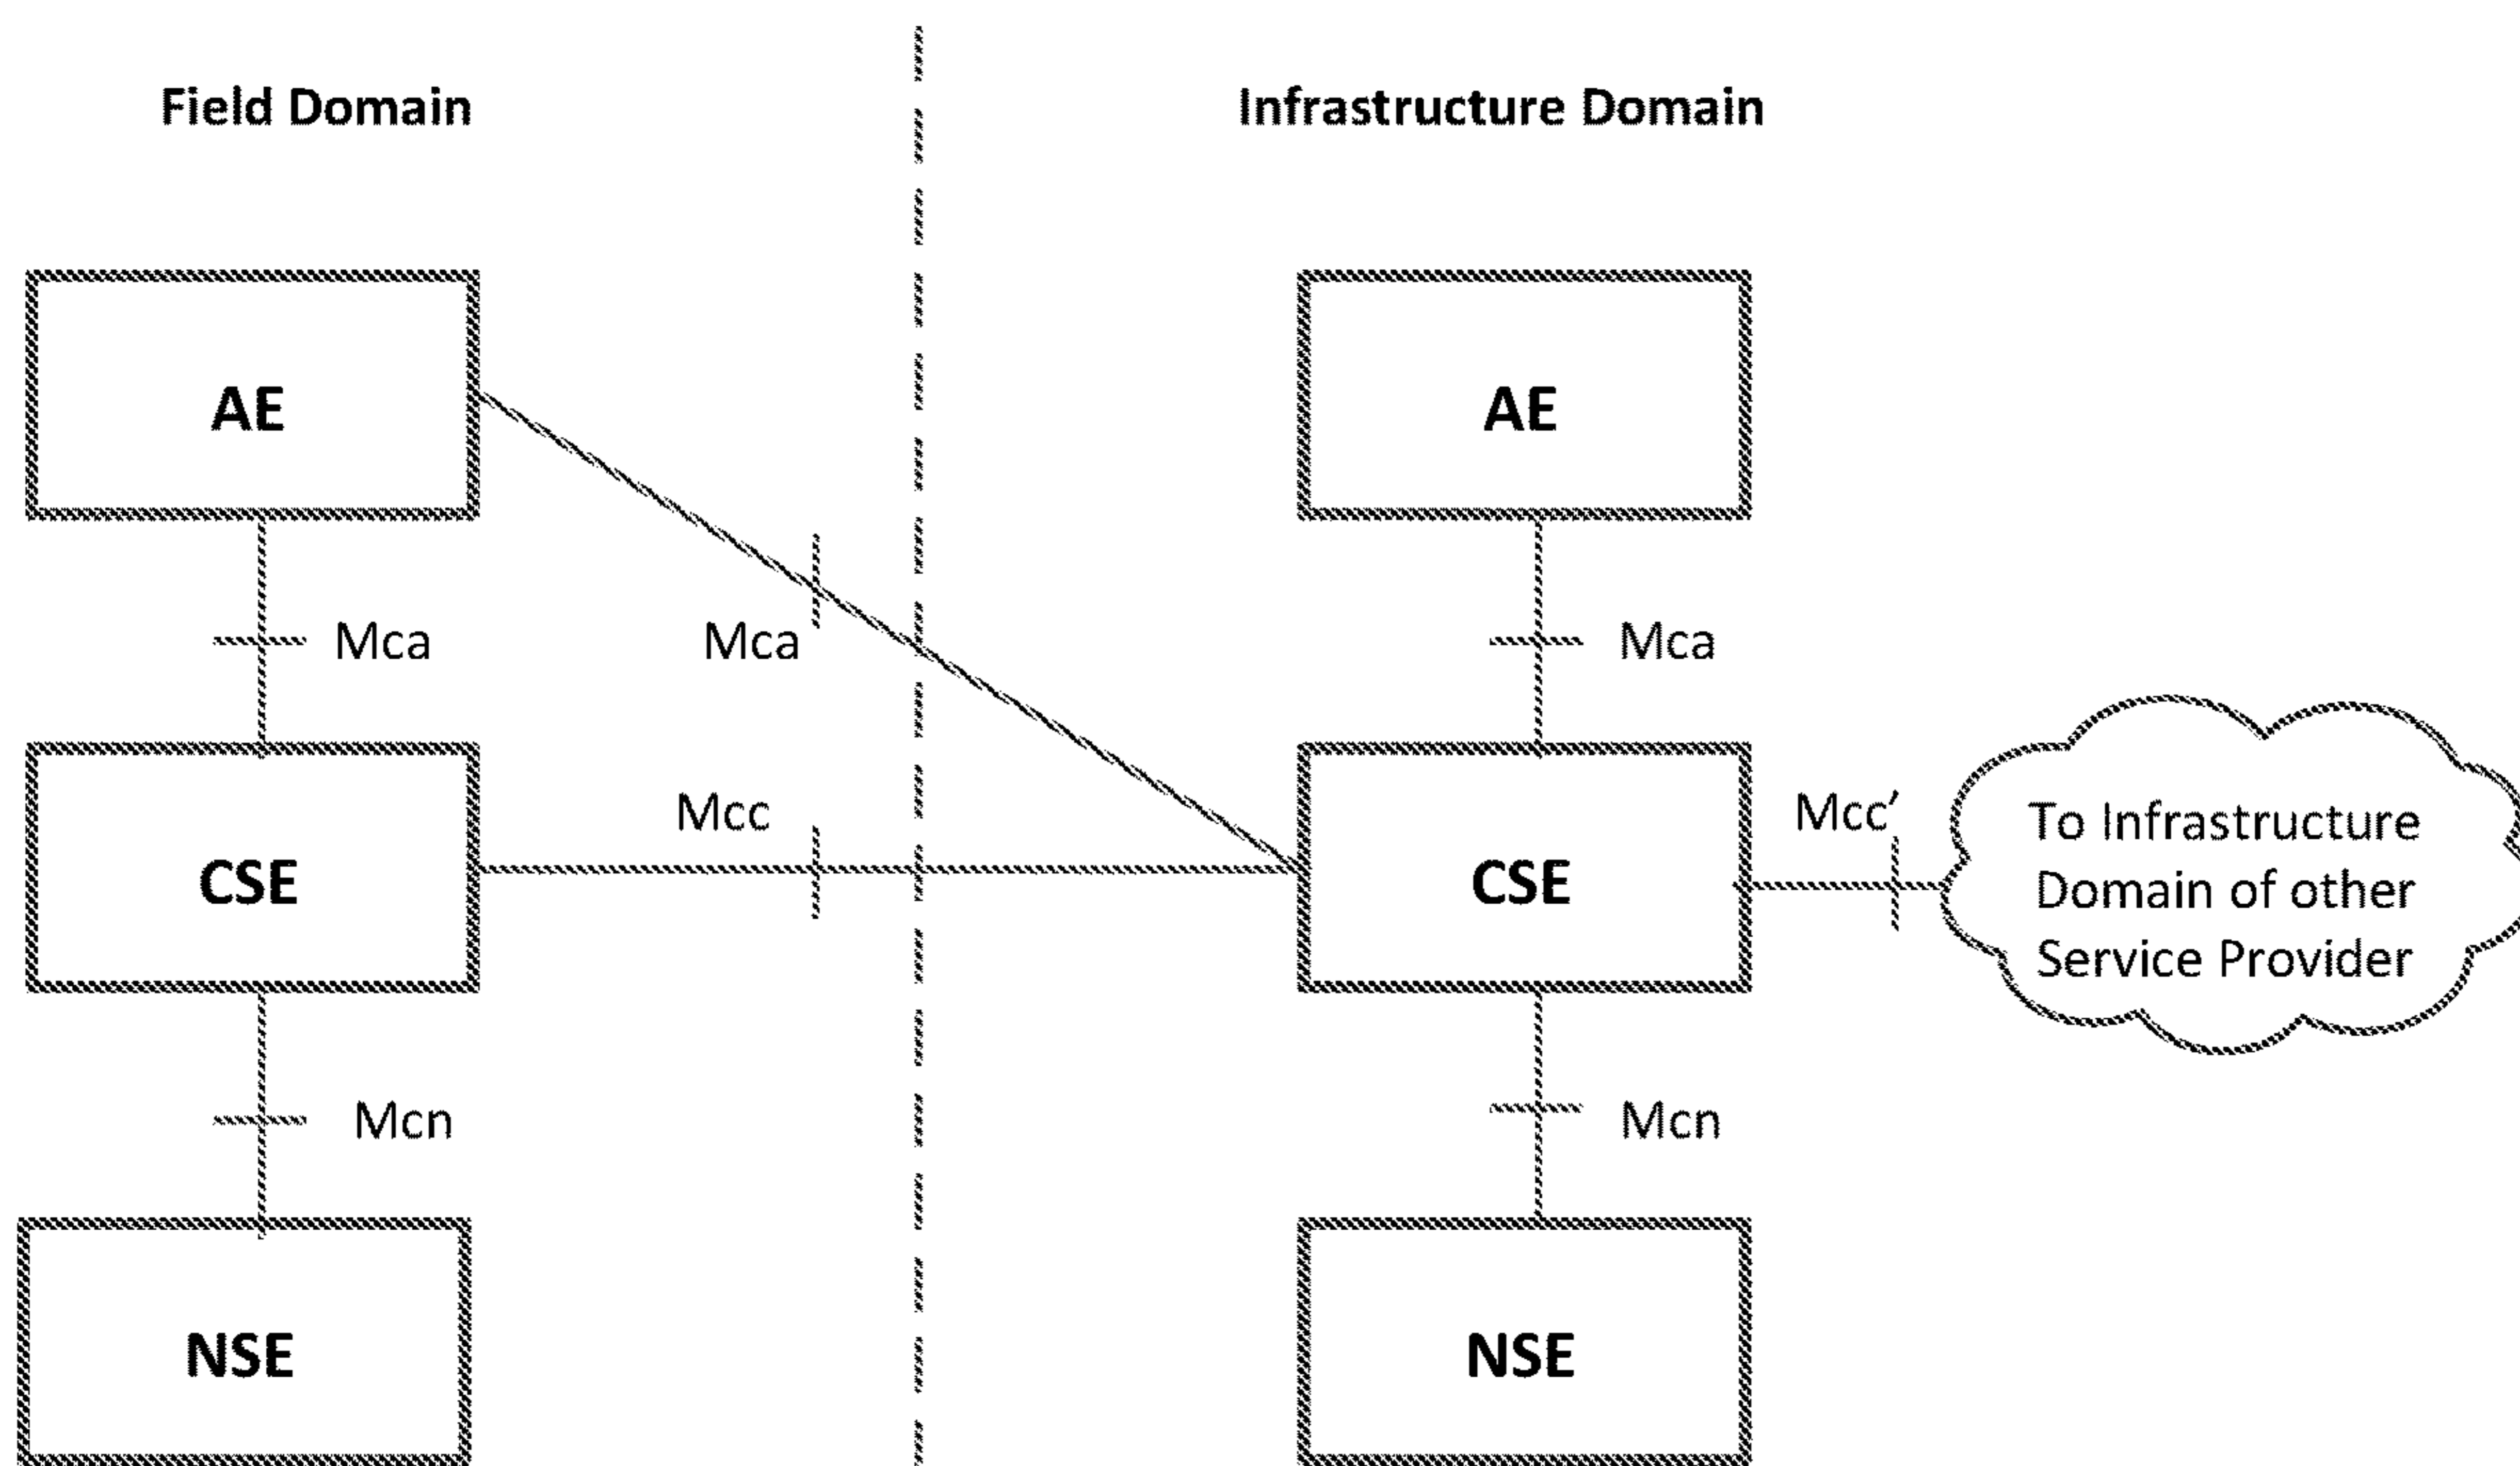 Field Domain
Infrastructure Domain
AE
AE
Mca
Mca
Mca
Mcc
Mcc′
CSE
CSE
To Infrastructure
Domain of other
Service Provider
Mcn
Mcn
NSE
NSE